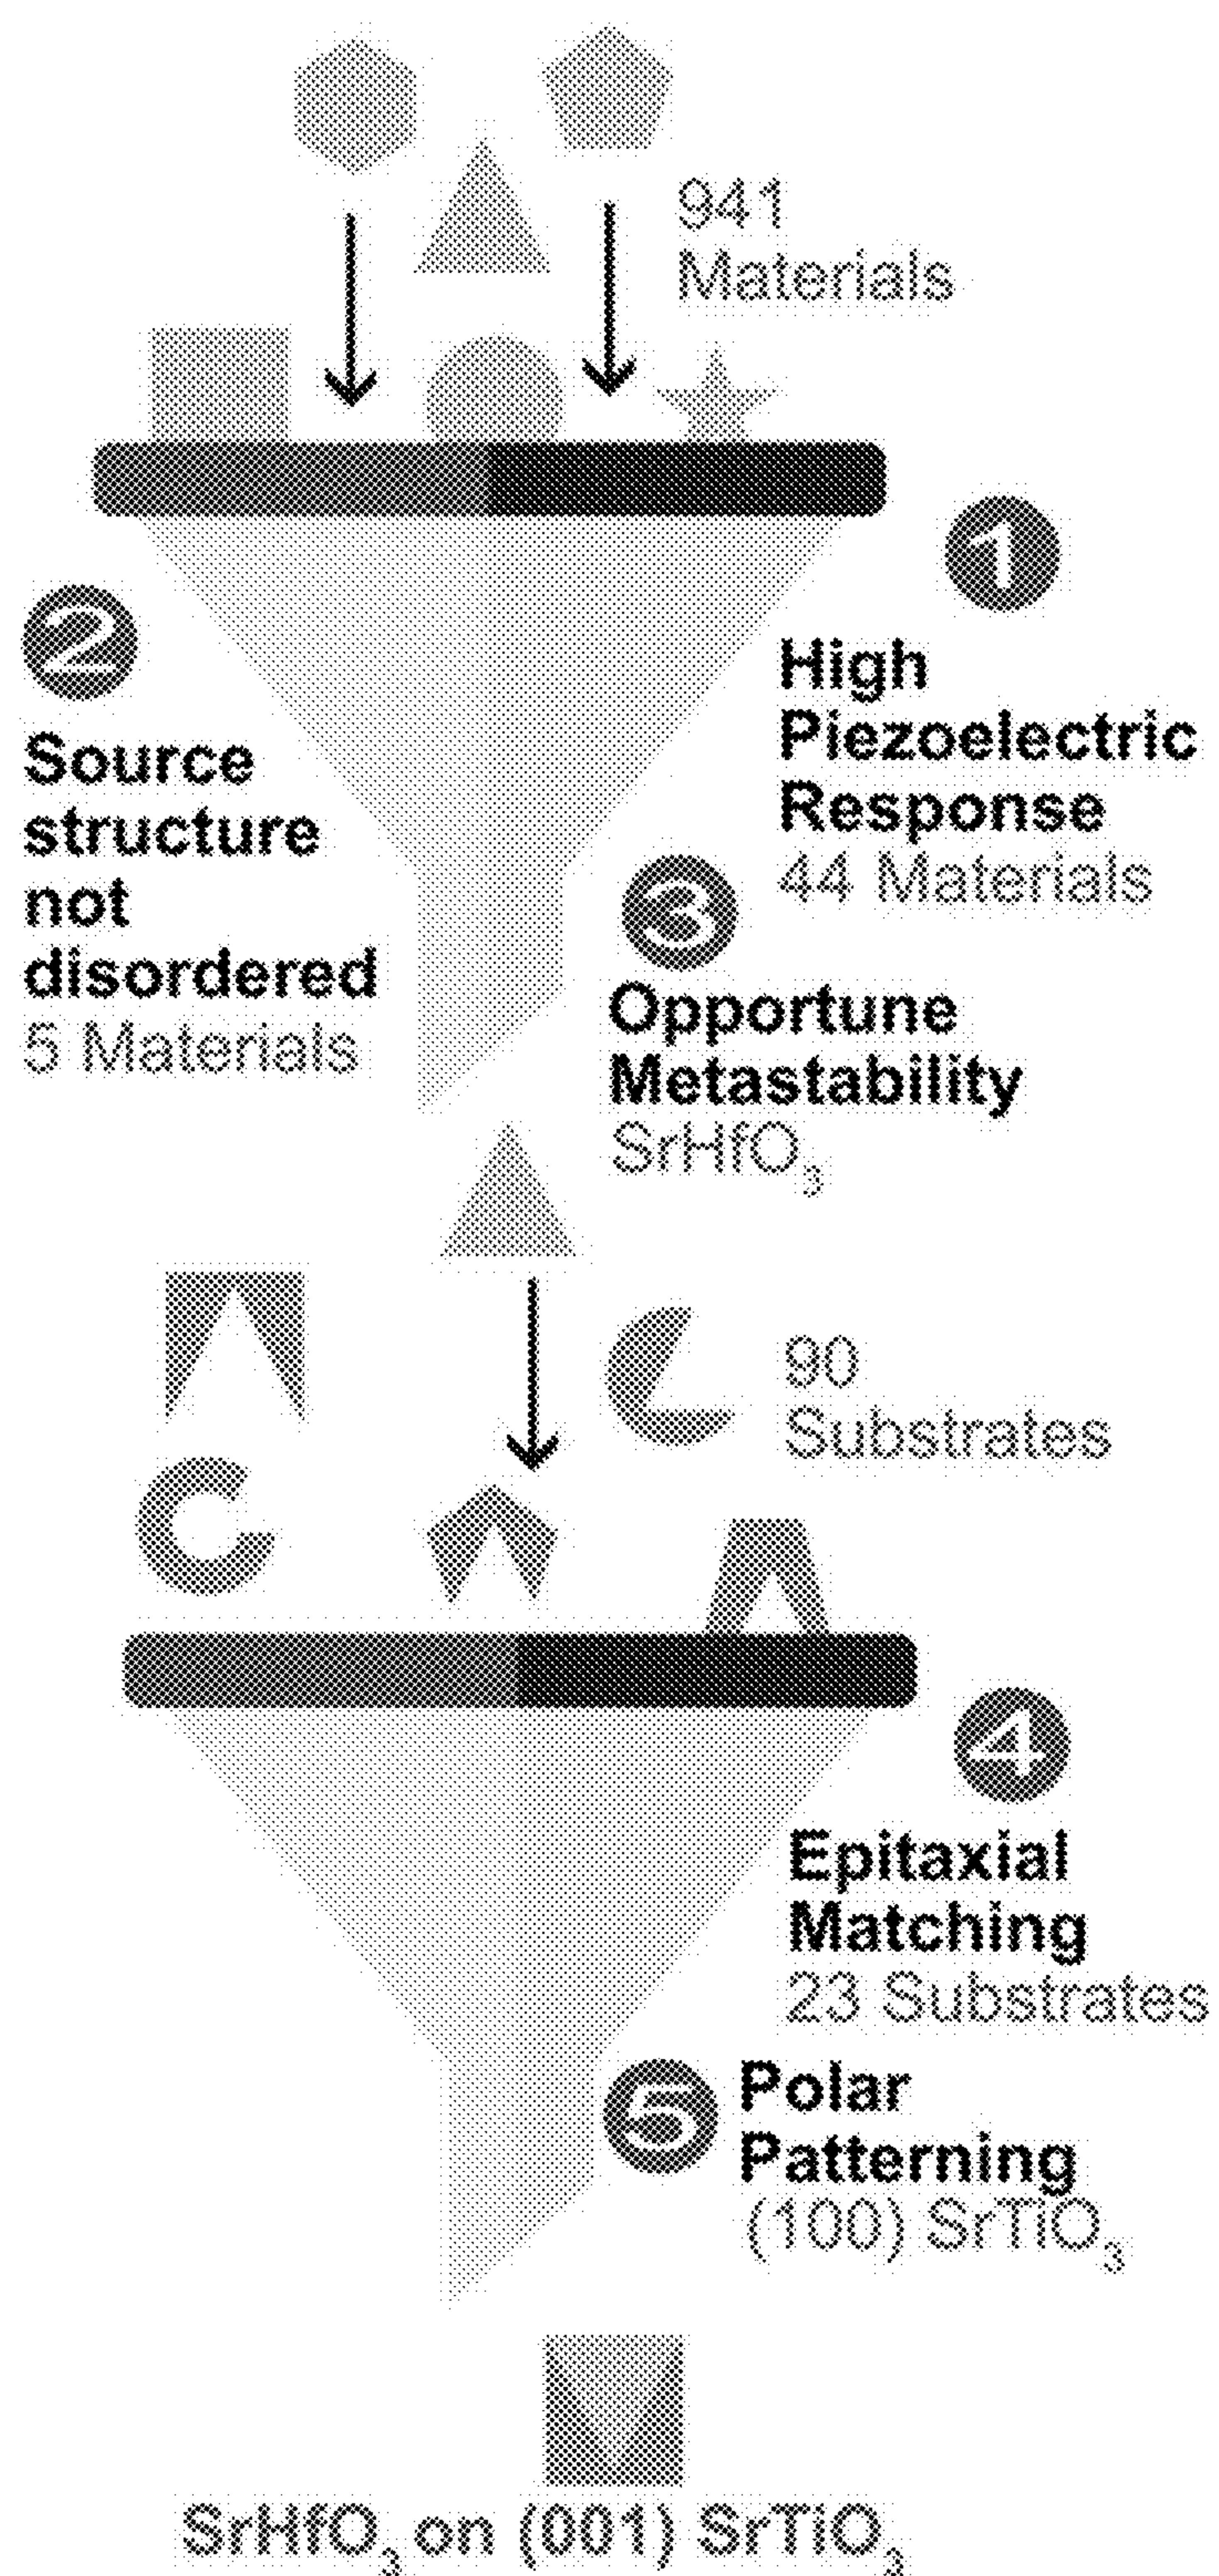 941
Materials
1
High
Piezoelectric
Response
44 Materials
2
Source
structure
not
disordered
5 Materials
3
Opportune
Metastability
SrHfO₃
90
Substrates
4
Epitaxial
Matching
23 Substrates
5
Polar
Patterning
(100) SrTiO₃
SrHfO₃ on (001) SrTiO₃